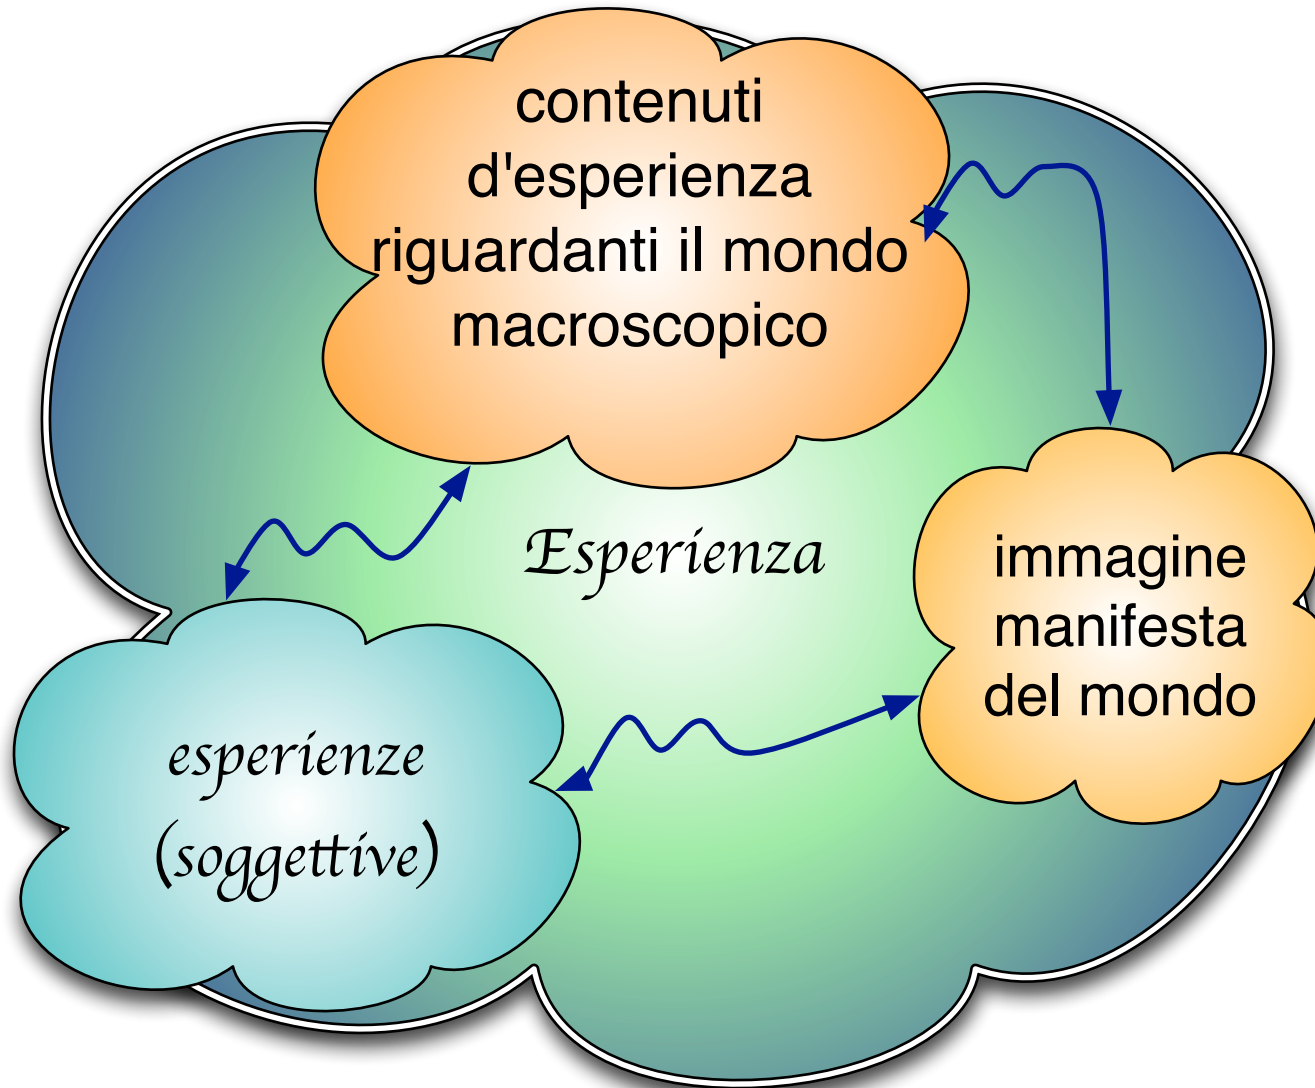 contenuti
d'esperienza
riguardanti il mondo
macroscopico
Esperienza
immagine
manifesta
del mondo
esperienze
(soggettive)